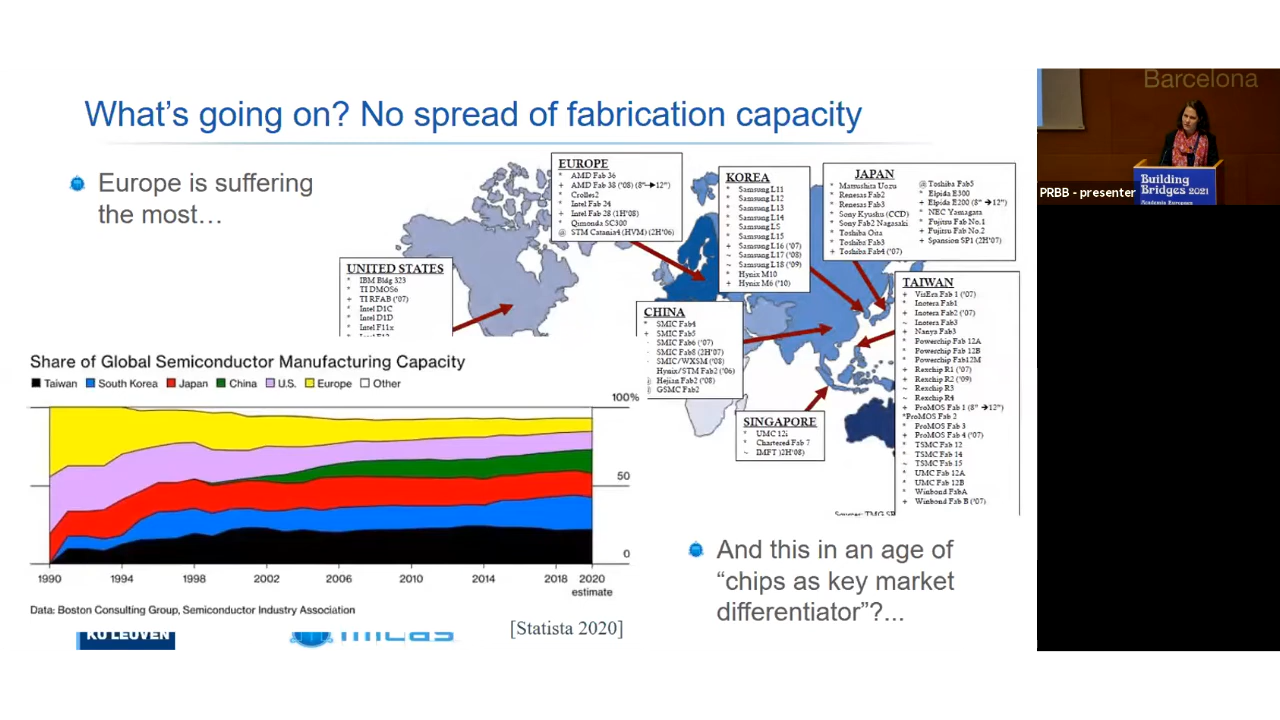 What's going on? No spread of fabrication capacity
Europe is suffering
the most…
EUROPE
* AMD Fab 36
+ AMD Fab 38 ('08) (8"➔12")
* Crolles2
* Intel Fab 24
+ Intel Fab 28 (1H'08)
* Qimonda SC300
@ STM Catania4 (HVM) (2H'06)
KOREA
* Samsung L11
* Samsung L12
* Samsung L13
* Samsung L14
* Samsung LS
* Samsung L15
+ Samsung L16 ('07)
~ Samsung L17 ('08)
~ Samsung L18 ('09)
* Hynix M10
+ Hynix M6 ('10)
JAPAN
* Matsushita Uozu
* Renesas Fab2
* Renesas Fab3
* Sony Kyushu (CCD)
* Sony Fab2 Nagasaki
* Toshiba Oita
* Toshiba Fab3
+ Toshiba Fab4 ('07)
@ Toshiba Fab5
* Elpida E300
+ Elpida E200 (8" ➔12")
* NEC Yamagata
* Fujitsu Fab No.1
* Fujitsu Fab No.2
+ Spansion SP1 (2H'07)
UNITED STATES
* IBM Bldg 323
* TI DMOS6
+ TI RFAB ('07)
* Intel D1C
* Intel D1D
* Intel F11x
CHINA
* SMIC Fab4
+ SMIC Fab5
SMIC Fab6 ('07)
SMIC Fab8 (2H'07)
SMIC/WXSM ('08)
Hynix/STM Fab2 ('06)
Hejian Fab2 ('08)
GSMC Fab2
TAIWAN
+ VisEra Fab 1 ('07)
* Inotera Fab1
+ Inotera Fab2 ('07)
~ Inotera Fab3
+ Nanya Fab3
* Powerchip Fab 12A
* Powerchip Fab 12B
* Powerchip Fab12M
+ Rexchip R1 ('07)
+ Rexchip R2 ('09)
~ Rexchip R3
~ Rexchip R4
+ ProMOS Fab 1 (8" ➔12")
*ProMOS Fab 2
* ProMOS Fab 3
+ ProMOS Fab 4 ('07)
* TSMC Fab 12
* TSMC Fab 14
~ TSMC Fab 15
* UMC Fab 12A
* UMC Fab 12B
* Winbond FabA
+ Winbond Fab B ('07)
SINGAPORE
* UMC 12i
* Chartered Fab 7
~ IMFT )2H'08)
Share of Global Semiconductor Manufacturing Capacity
Taiwan South Korea Japan China U.S. Europe Other
100%
50
0
1990 1994 1998 2002 2006 2010 2014 2018 2020
estimate
Data: Boston Consulting Group, Semiconductor Industry Association
[Statista 2020]
And this in an age of
“chips as key market
differentiator”?...
KU LEUVEN
micas
Barcelona
PRBB - presenter
Building
Bridges 2021